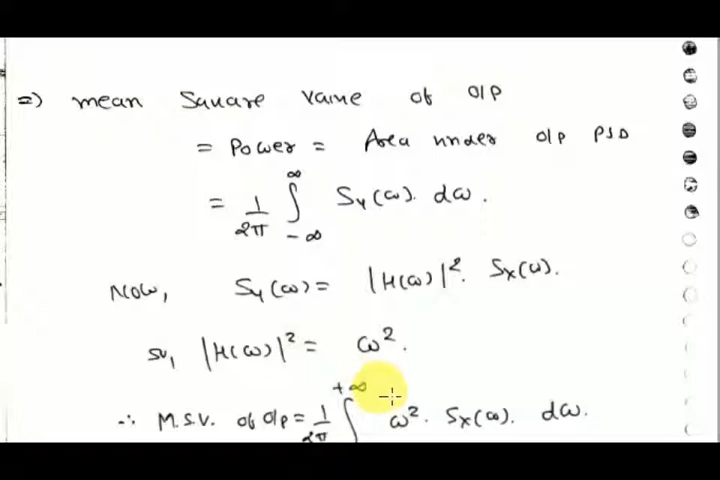 =) mean Square Value of O/P
= Power = Area under O/P PSD
= 1/2π ∫_{-∞}^{∞} S_Y(ω). dω.
Now, S_Y(ω) = |H(ω)|². S_X(ω).
so, |H(ω)|² = ω².
∴ M.S.V. of O/P = 1/2π ∫^{+∞} ω². S_X(ω). dω.